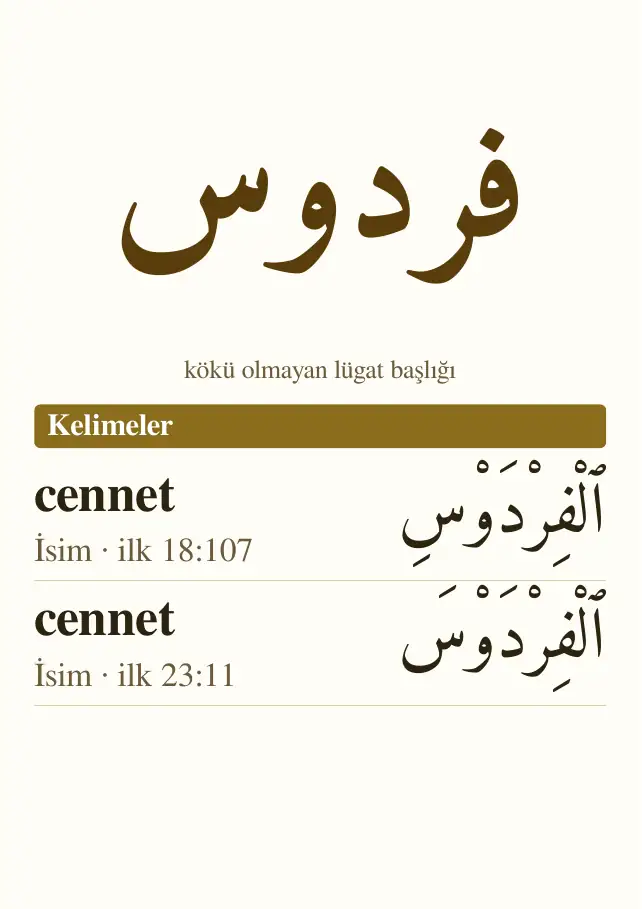 فردوس
kökü olmayan lügat başlığı
Kelimeler
cennet
ٱلْفِرْدَوْسِ
İsim · ilk 18:107
cennet
ٱلْفِرْدَوْسَ
İsim · ilk 23:11